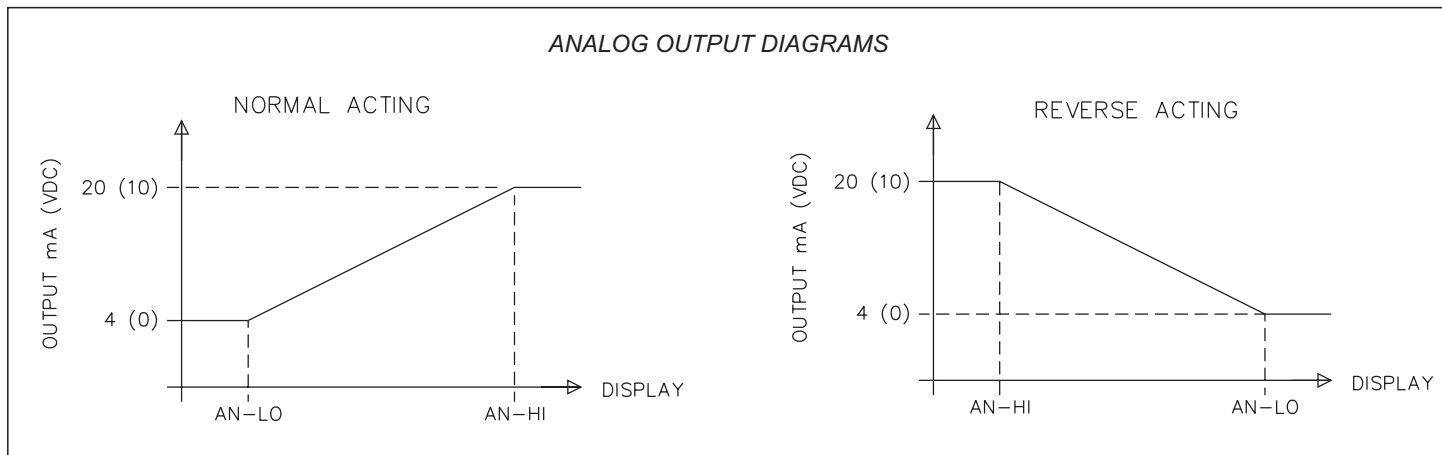 ANALOG OUTPUT DIAGRAMS
NORMAL ACTING
OUTPUT mA (VDC)
20 (10)
4 (0)
AN-LO
AN-HI
DISPLAY
REVERSE ACTING
OUTPUT mA (VDC)
20 (10)
4 (0)
AN-HI
AN-LO
DISPLAY